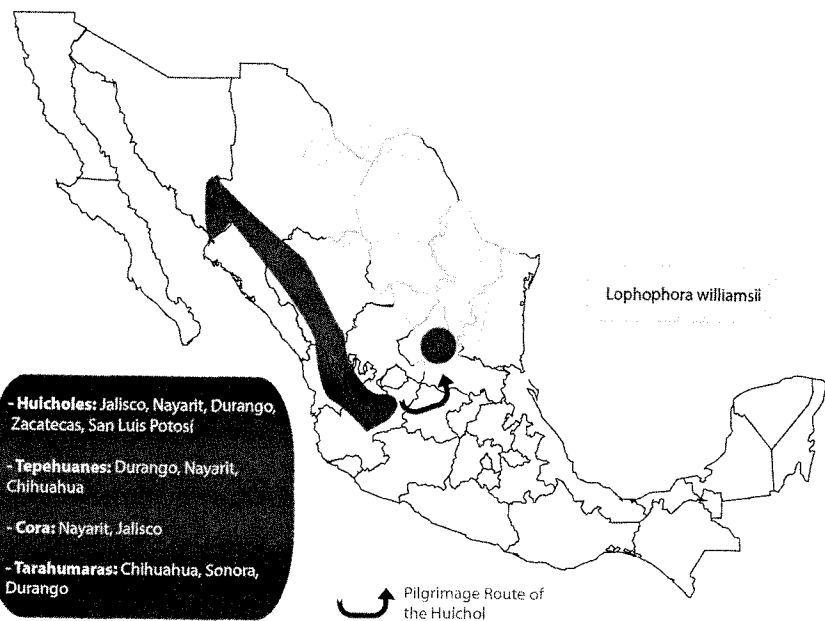 Lophophora williamsii
- Huicholes: Jalisco, Nayarit, Durango,
Zacatecas, San Luis Potosí
- Tepehuanes: Durango, Nayarit,
Chihuahua
- Cora: Nayarit, Jalisco
- Tarahumaras: Chihuahua, Sonora,
Durango
Pilgrimage Route of
the Huichol